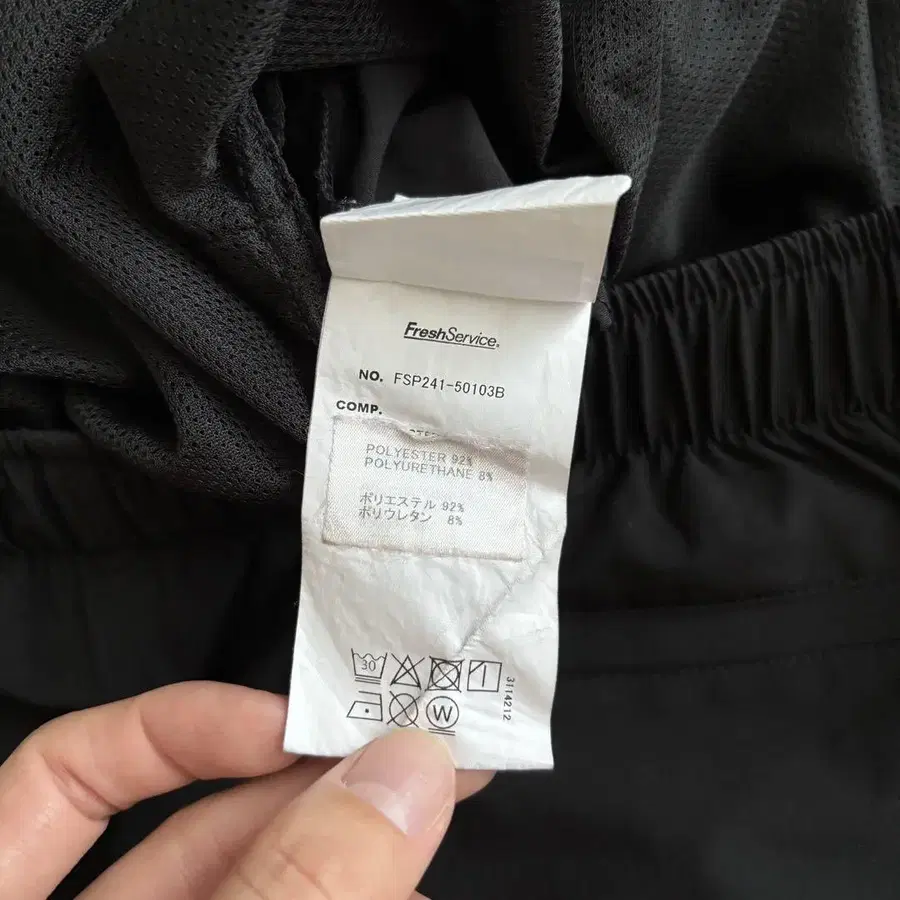 FreshService®
NO. FSP241-50103B
COMP.
POLYESTER 92%
POLYURETHANE 8%
ポリエステル 92%
ポリウレタン 8%
30
W
3114212